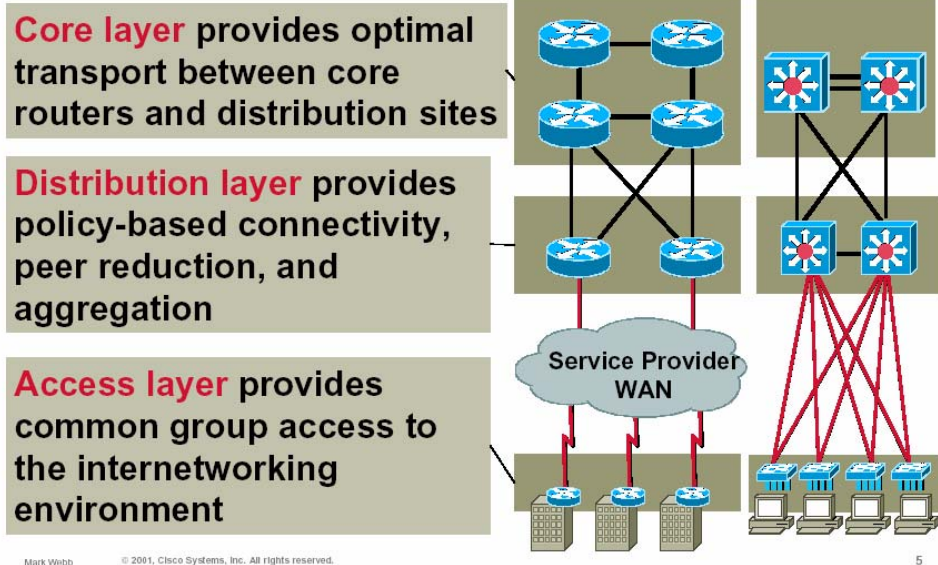 Core layer provides optimal
transport between core
routers and distribution sites
Distribution layer provides
policy-based connectivity,
peer reduction, and
aggregation
Service Provider
WAN
Access layer provides
common group access to
the internetworking
environment
Mark Webb
© 2001, Cisco Systems, Inc. All rights reserved.
5